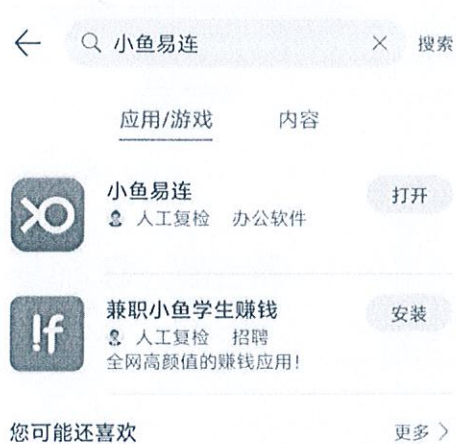 小鱼易连 搜索
应用/游戏 内容
小鱼易连 打开
人工复检 办公软件
!f
兼职小鱼学生赚钱 安装
人工复检 招聘
全网高颜值的赚钱应用!
您可能还喜欢 更多